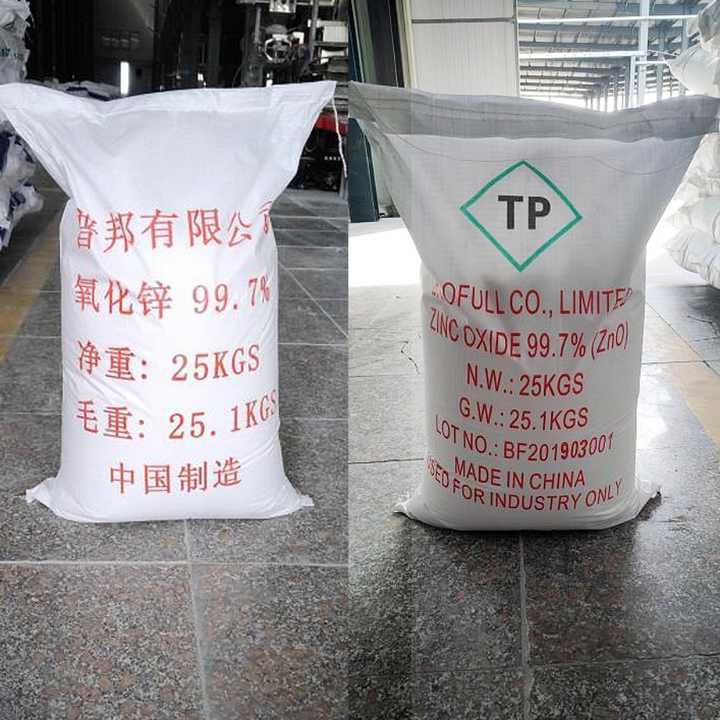 普邦有限公司
氧化锌 99.7%
净重: 25KGS
毛重: 25.1KGS
中国制造
TP
AOFULL CO., LIMITED
ZINC OXIDE 99.7% (ZnO)
N.W.: 25KGS
G.W.: 25.1KGS
LOT NO.: BF201903001
MADE IN CHINA
USED FOR INDUSTRY ONLY